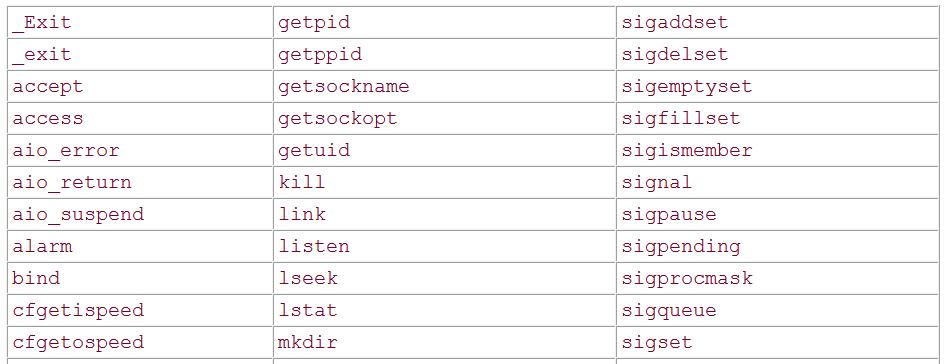 _Exit getpid sigaddset
_exit getppid sigdelset
accept getsockname sigemptyset
access getsockopt sigfillset
aio_error getuid sigismember
aio_return kill signal
aio_suspend link sigpause
alarm listen sigpending
bind lseek sigprocmask
cfgetispeed lstat sigqueue
cfgetospeed mkdir sigset